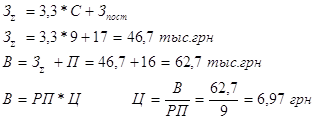 З_z = 3,3 * С + З_пост
З_z = 3,3 * 9 + 17 = 46,7 тыс.грн
В = З_z + П = 46,7 + 16 = 62,7 тыс.грн
В = РП * Ц Ц = В/РП = 62,7/9 = 6,97 грн